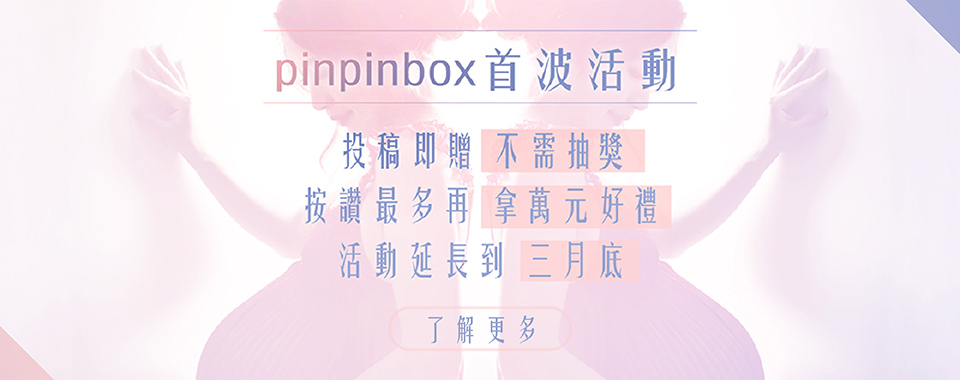 pinpinbox首波活動
投稿即贈 不需抽獎
按讚最多再 拿萬元好禮
活動延長到 三月底
了解更多